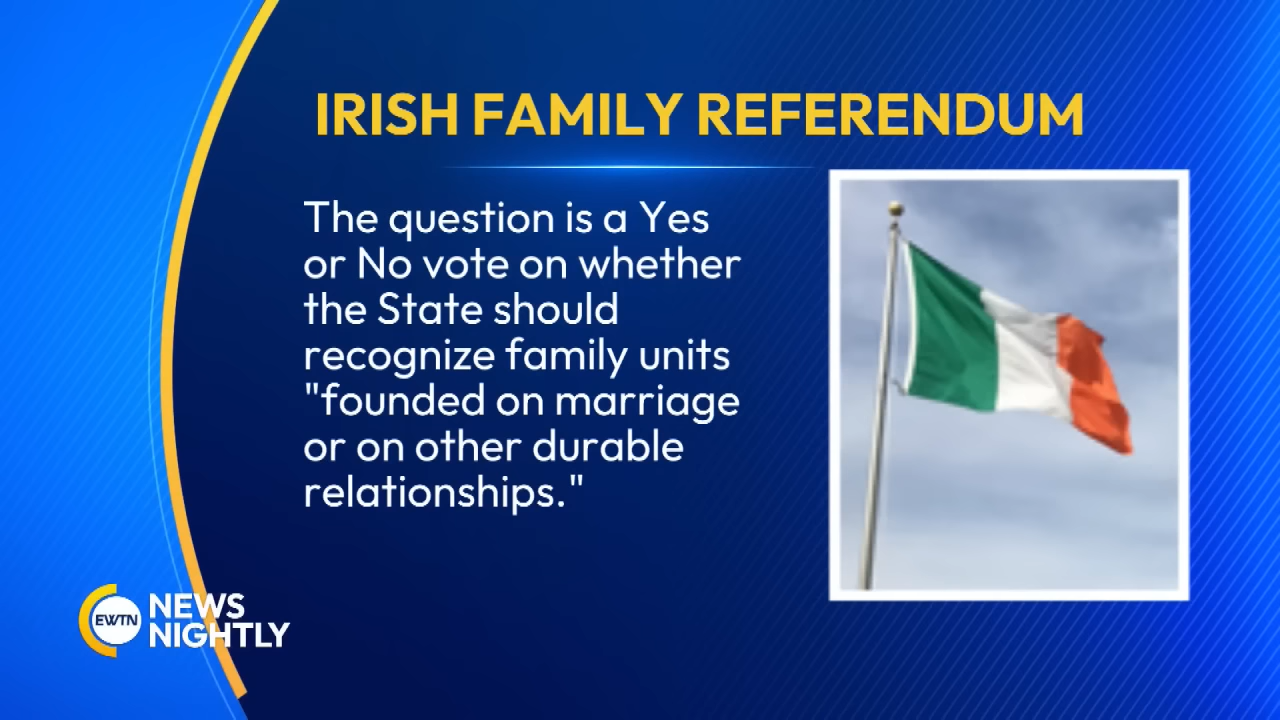 IRISH FAMILY REFERENDUM
The question is a Yes
or No vote on whether
the State should
recognize family units
"founded on marriage
or on other durable
relationships."
EWTN
NEWS
NIGHTLY